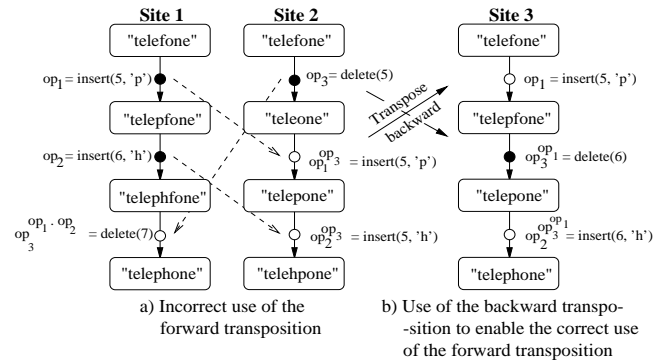 Site 1 Site 2 Site 3
"telefone" "telefone" "telefone"
op1 = insert(5, 'p') op3 = delete(5) op1 = insert(5, 'p')
Transpose
backward
"telepfone" "teleone" "telepfone"
op2 = insert(6, 'h') op1^op3 = insert(5, 'p') op3^op1 = delete(6)
"telephfone" "telepone" "telepone"
op3^op1 . op2 = delete(7) op2^op3 = insert(5, 'h') op2^op3^op1 = insert(6, 'h')
"telephone" "telehpone" "telephone"
a) Incorrect use of the
forward transposition
b) Use of the backward transpo-
-sition to enable the correct use
of the forward transposition